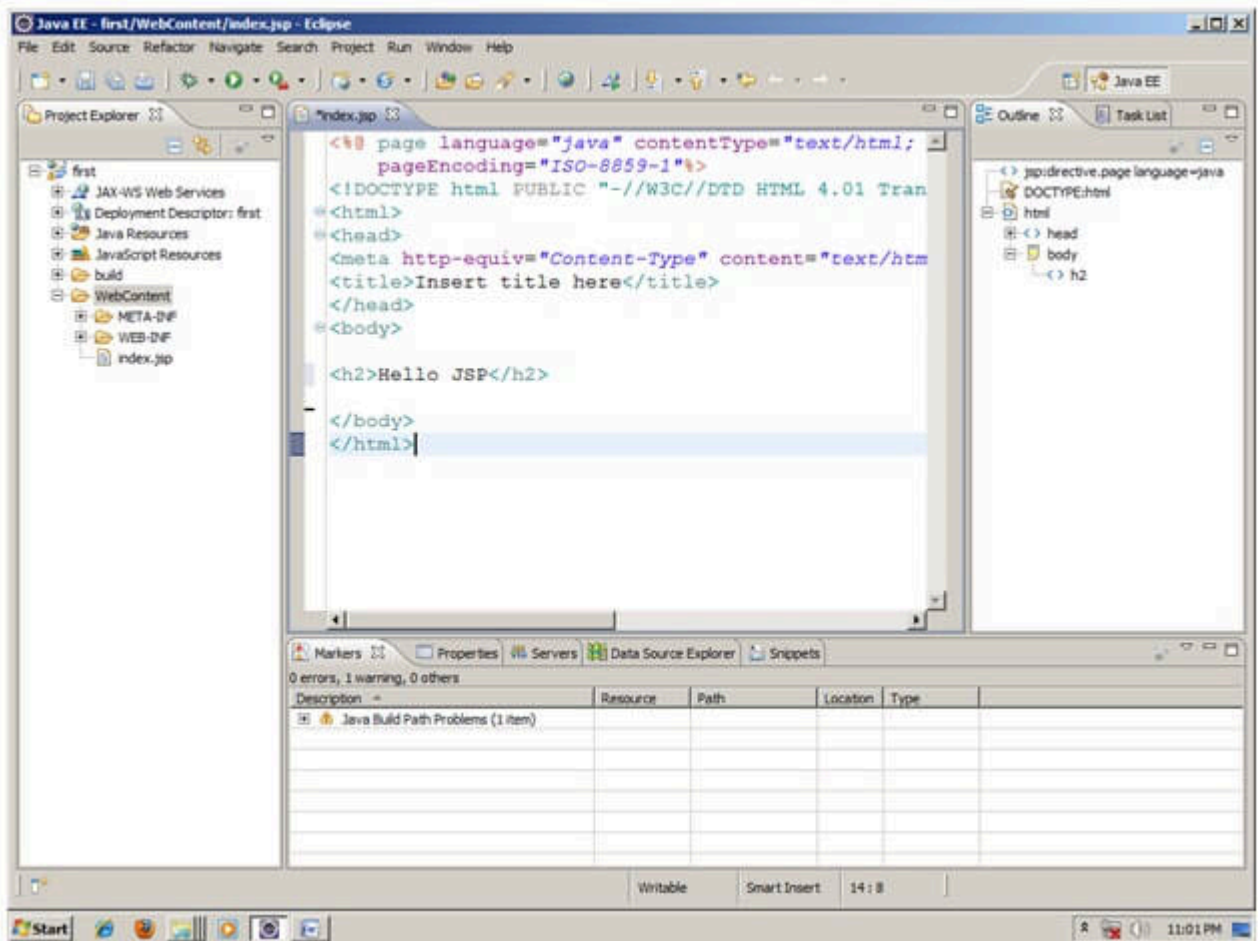 Java EE - first/WebContent/index.jsp - Eclipse
File Edit Source Refactor Navigate Search Project Run Window Help
Java EE
Project Explorer
*index.jsp
Outline
Task List
first
JAX-WS Web Services
Deployment Descriptor: first
Java Resources
JavaScript Resources
build
WebContent
META-INF
WEB-INF
index.jsp
<%@ page language="java" contentType="text/html;
pageEncoding="ISO-8859-1"%>
<!DOCTYPE html PUBLIC "-//W3C//DTD HTML 4.01 Tran
<html>
<head>
<meta http-equiv="Content-Type" content="text/htm
<title>Insert title here</title>
</head>
<body>
<h2>Hello JSP</h2>
</body>
</html>
jsp:directive.page language=java
DOCTYPE:html
html
head
body
h2
Markers
Properties
Servers
Data Source Explorer
Snippets
0 errors, 1 warning, 0 others
Description Resource Path Location Type
Java Build Path Problems (1 item)
Writable Smart Insert 14 : 8
Start
11:01 PM